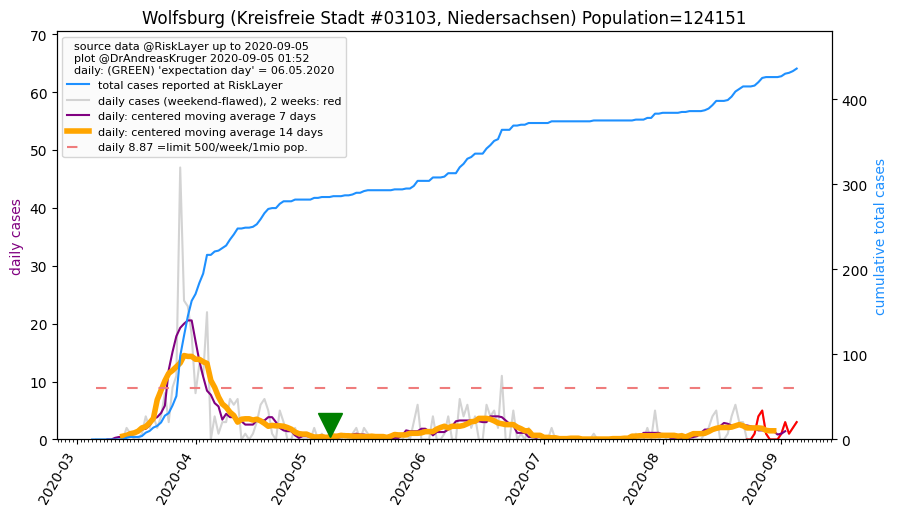 Wolfsburg (Kreisfreie Stadt #03103, Niedersachsen) Population=124151
source data @RiskLayer up to 2020-09-05
plot @DrAndreasKruger 2020-09-05 01:52
daily: (GREEN) 'expectation day' = 06.05.2020
total cases reported at RiskLayer
daily cases (weekend-flawed), 2 weeks: red
daily: centered moving average 7 days
daily: centered moving average 14 days
daily 8.87 =limit 500/week/1mio pop.
daily cases
70
60
50
40
30
20
10
0
cumulative total cases
400
300
200
100
0
2020-03
2020-04
2020-05
2020-06
2020-07
2020-08
2020-09